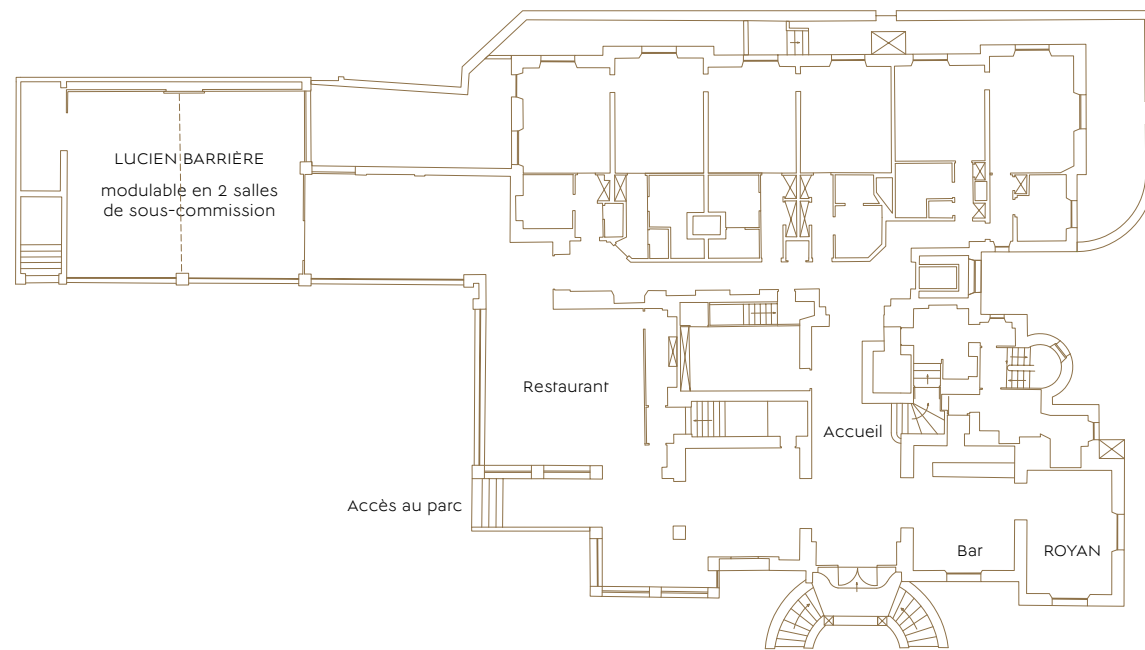 LUCIEN BARRIÈRE
modulable en 2 salles
de sous-commission
Restaurant
Accueil
Accès au parc
Bar
ROYAN